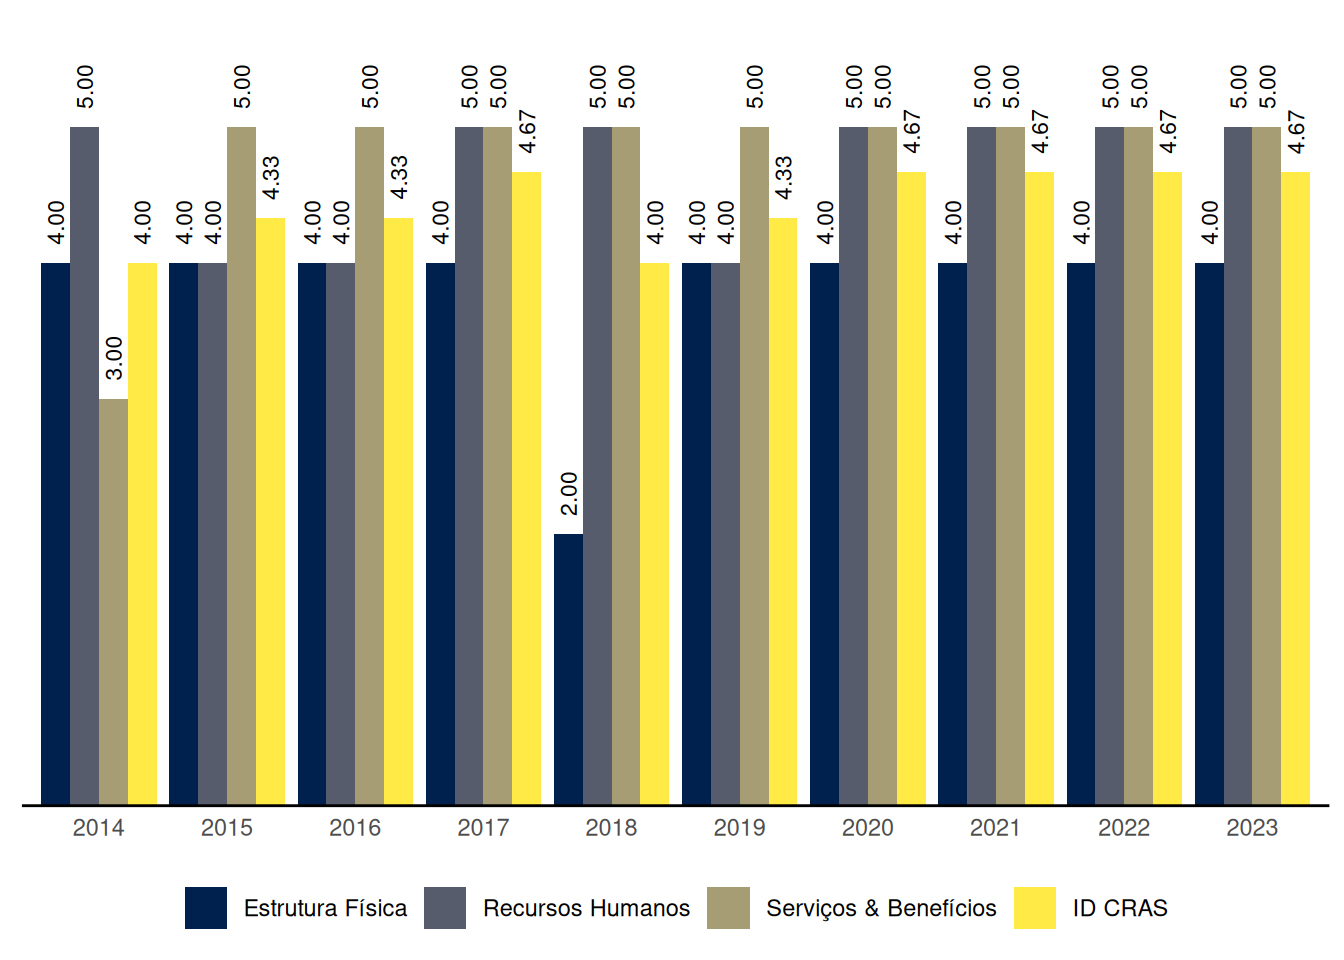 4.00 5.00 3.00 4.00 4.00 4.00 5.00 4.33 4.00 4.00 5.00 4.33 4.00 5.00 5.00 4.67 2.00 5.00 5.00 4.00 4.00 4.00 5.00 4.33 4.00 5.00 5.00 4.67 4.00 5.00 5.00 4.67 4.00 5.00 5.00 4.67 4.00 5.00 5.00 4.67
2014 2015 2016 2017 2018 2019 2020 2021 2022 2023
Estrutura Física Recursos Humanos Serviços & Benefícios ID CRAS